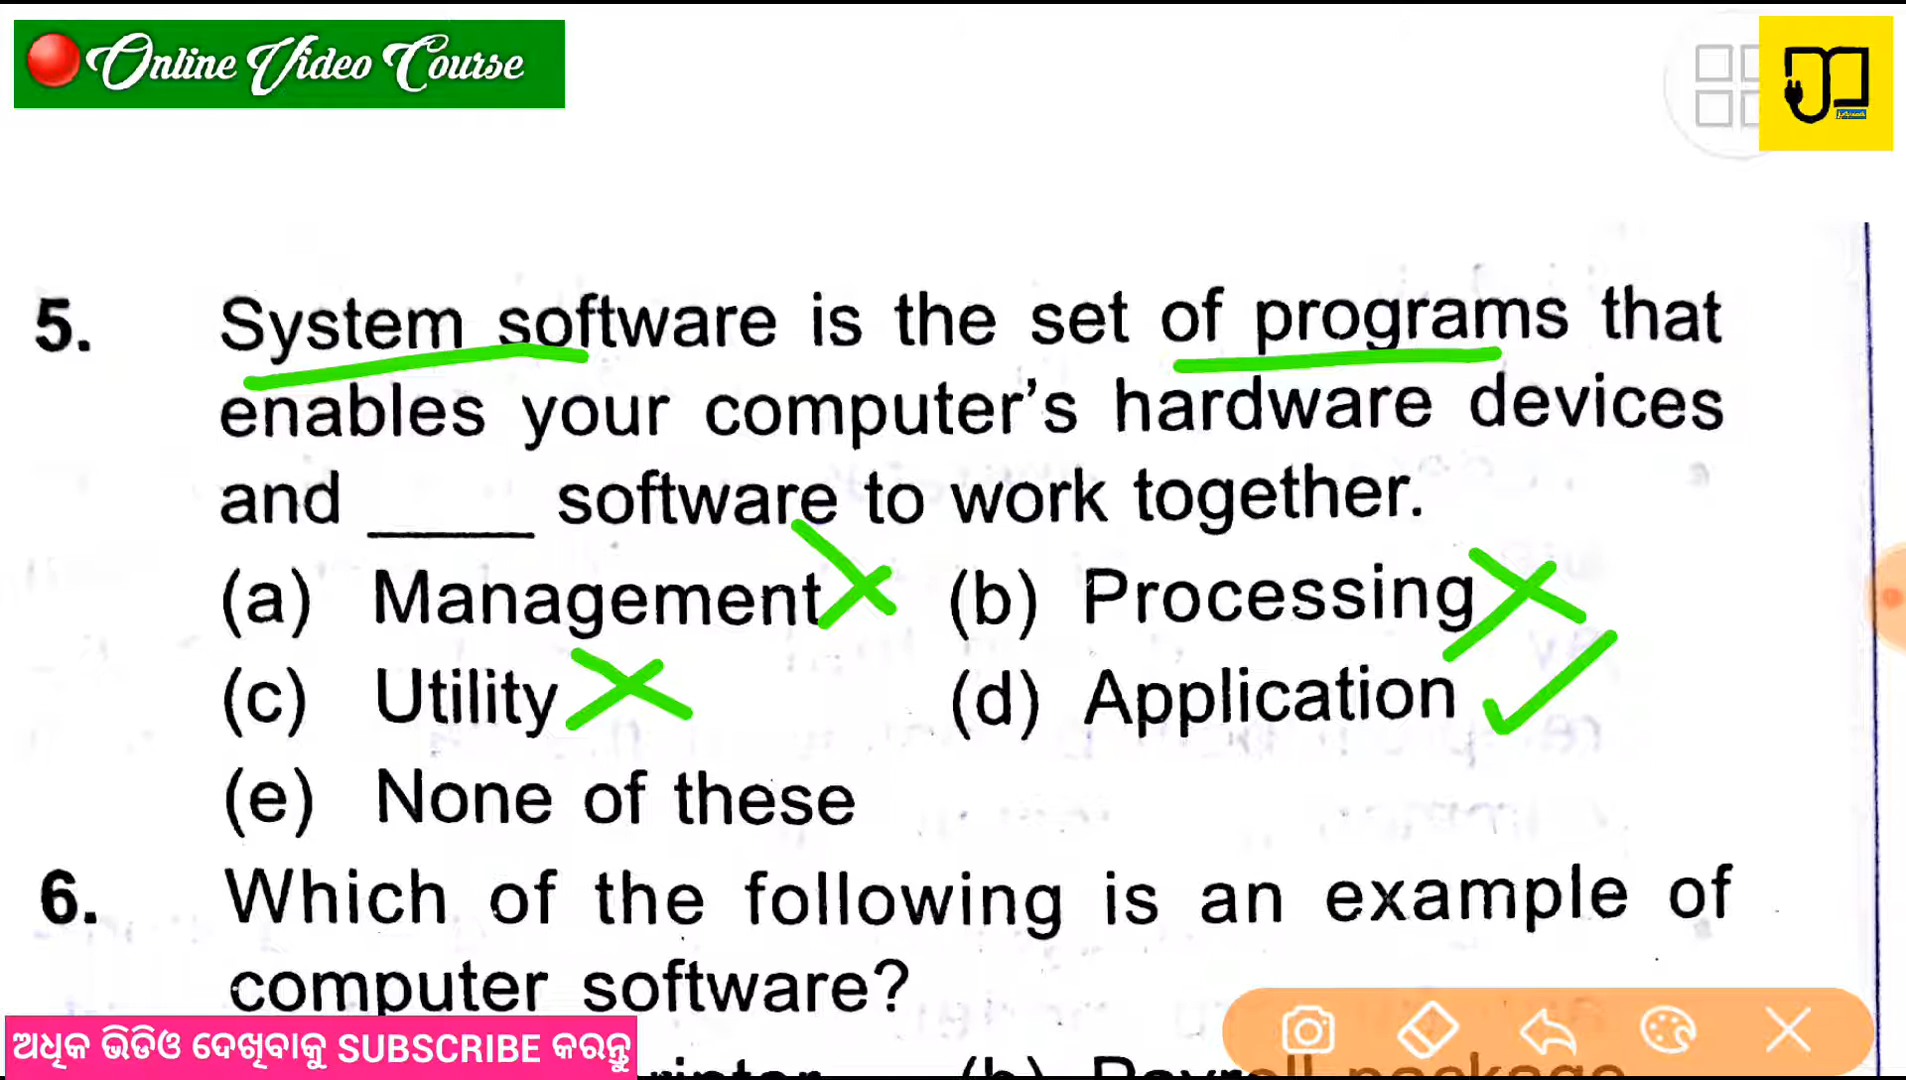 Online Video Course
5. System software is the set of programs that
enables your computer's hardware devices
and _____ software to work together.
(a) Management (b) Processing
(c) Utility (d) Application
(e) None of these
6. Which of the following is an example of
computer software?
(b) Payroll package
ଅଧିକ ଭିଡିଓ ଦେଖିବାକୁ SUBSCRIBE କରନ୍ତୁ